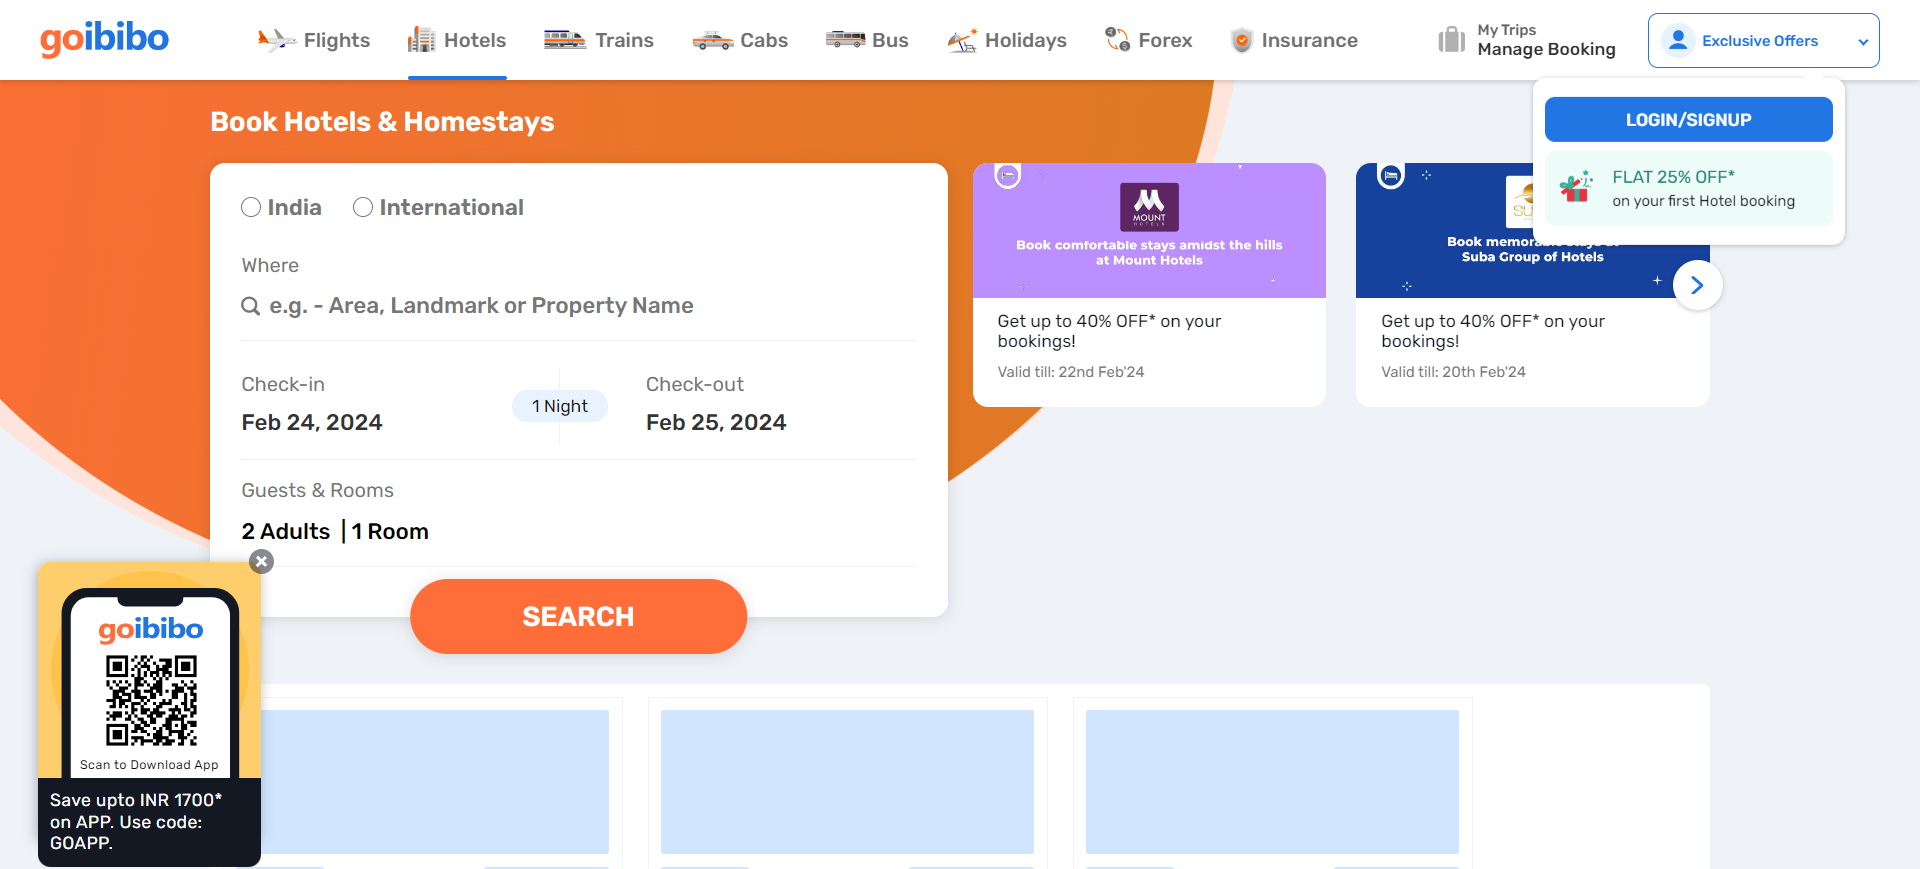 goibibo
Flights
Hotels
Trains
Cabs
Bus
Holidays
Forex
Insurance
My Trips
Manage Booking
Exclusive Offers
LOGIN/SIGNUP
FLAT 25% OFF*
on your first Hotel booking
Book Hotels & Homestays
India
International
Where
e.g. - Area, Landmark or Property Name
Check-in
Feb 24, 2024
1 Night
Check-out
Feb 25, 2024
Guests & Rooms
2 Adults | 1 Room
SEARCH
MOUNT
HOTELS
Book comfortable stays amidst the hills
at Mount Hotels
Get up to 40% OFF* on your
bookings!
Valid till: 22nd Feb'24
Book memorable stays at
Suba Group of Hotels
Get up to 40% OFF* on your
bookings!
Valid till: 20th Feb'24
goibibo
Scan to Download App
Save upto INR 1700*
on APP. Use code:
GOAPP.